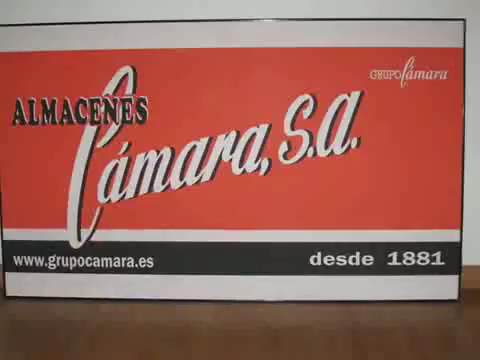 GRUPO Cámara
ALMACENES
Cámara, S.a.
www.grupocamara.es desde 1881